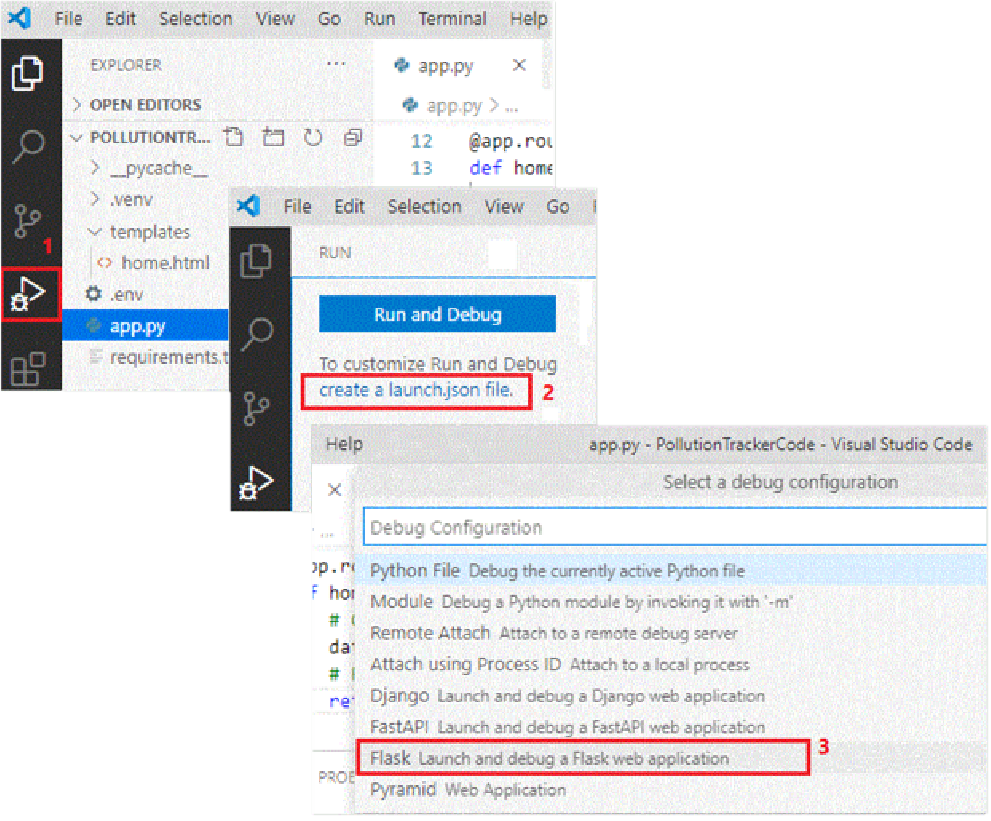 File Edit Selection View Go Run Terminal Help
EXPLORER ...
app.py ×
> OPEN EDITORS
app.py > ...
POLLUTIONTR...
12 @app.rou
13 def home
> __pycache__
> .venv
templates
<> home.html
.env
app.py
requirements.t
1
File Edit Selection View Go
RUN
Run and Debug
To customize Run and Debug
create a launch.json file.
2
Help app.py - PollutionTrackerCode - Visual Studio Code
Select a debug configuration
Debug Configuration
Python File Debug the currently active Python file
Module Debug a Python module by invoking it with '-m'
Remote Attach Attach to a remote debug server
Attach using Process ID Attach to a local process
Django Launch and debug a Django web application
FastAPI Launch and debug a FastAPI web application
Flask Launch and debug a Flask web application
3
Pyramid Web Application
...
pp.r
f hom
#
dat
#
ret
PROB